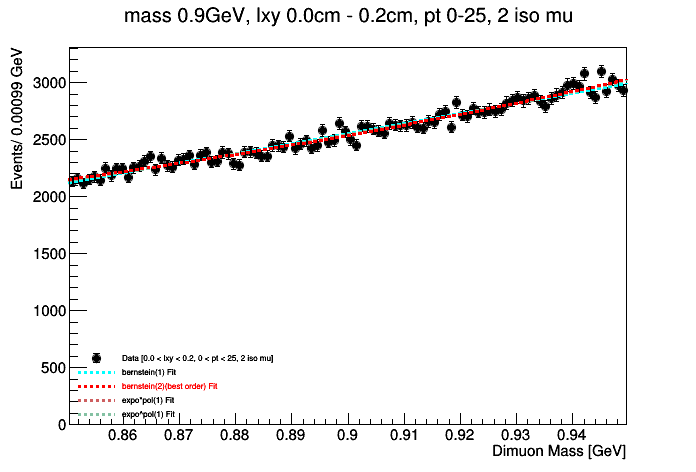 mass 0.9GeV, lxy 0.0cm - 0.2cm, pt 0-25, 2 iso mu
Events/ 0.00099 GeV
3000
2500
2000
1500
1000
500
0
Data [0.0 < lxy < 0.2, 0 < pt < 25, 2 iso mu]
bernstein(1) Fit
bernstein(2)(best order) Fit
expo*pol(1) Fit
expo*pol(1) Fit
0.86 0.87 0.88 0.89 0.9 0.91 0.92 0.93 0.94
Dimuon Mass [GeV]